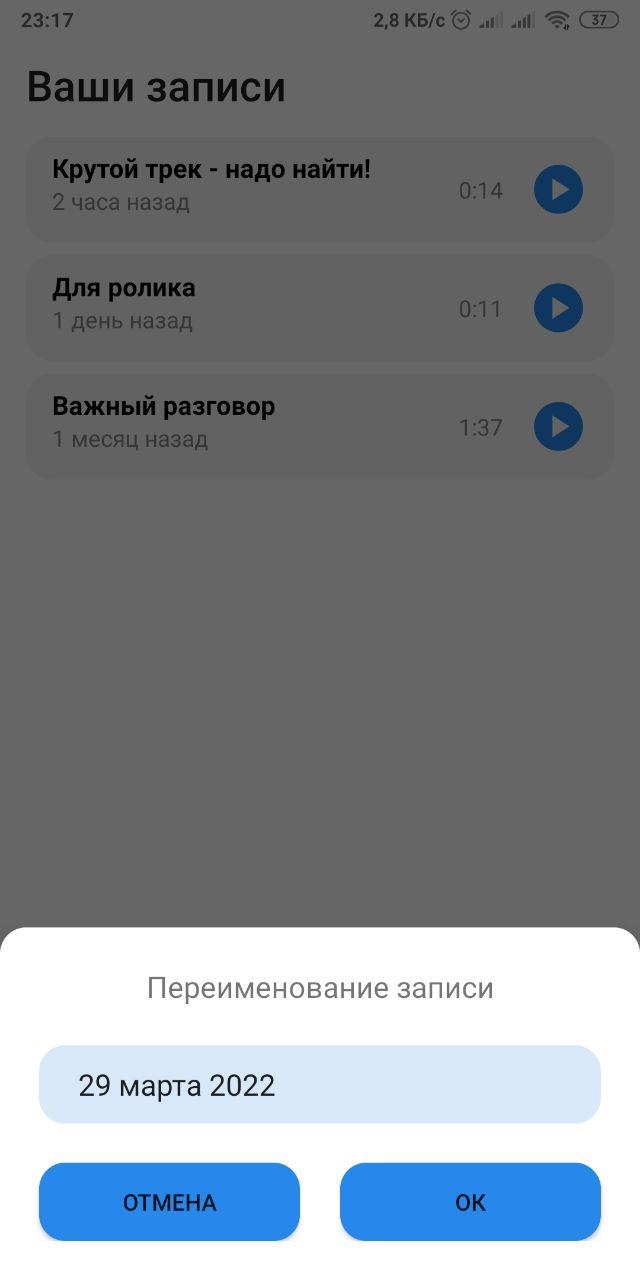 23:17 2,8 КБ/с 37
Ваши записи
Крутой трек - надо найти!
2 часа назад 0:14
Для ролика
1 день назад 0:11
Важный разговор
1 месяц назад 1:37
Переименование записи
29 марта 2022
ОТМЕНА ОК